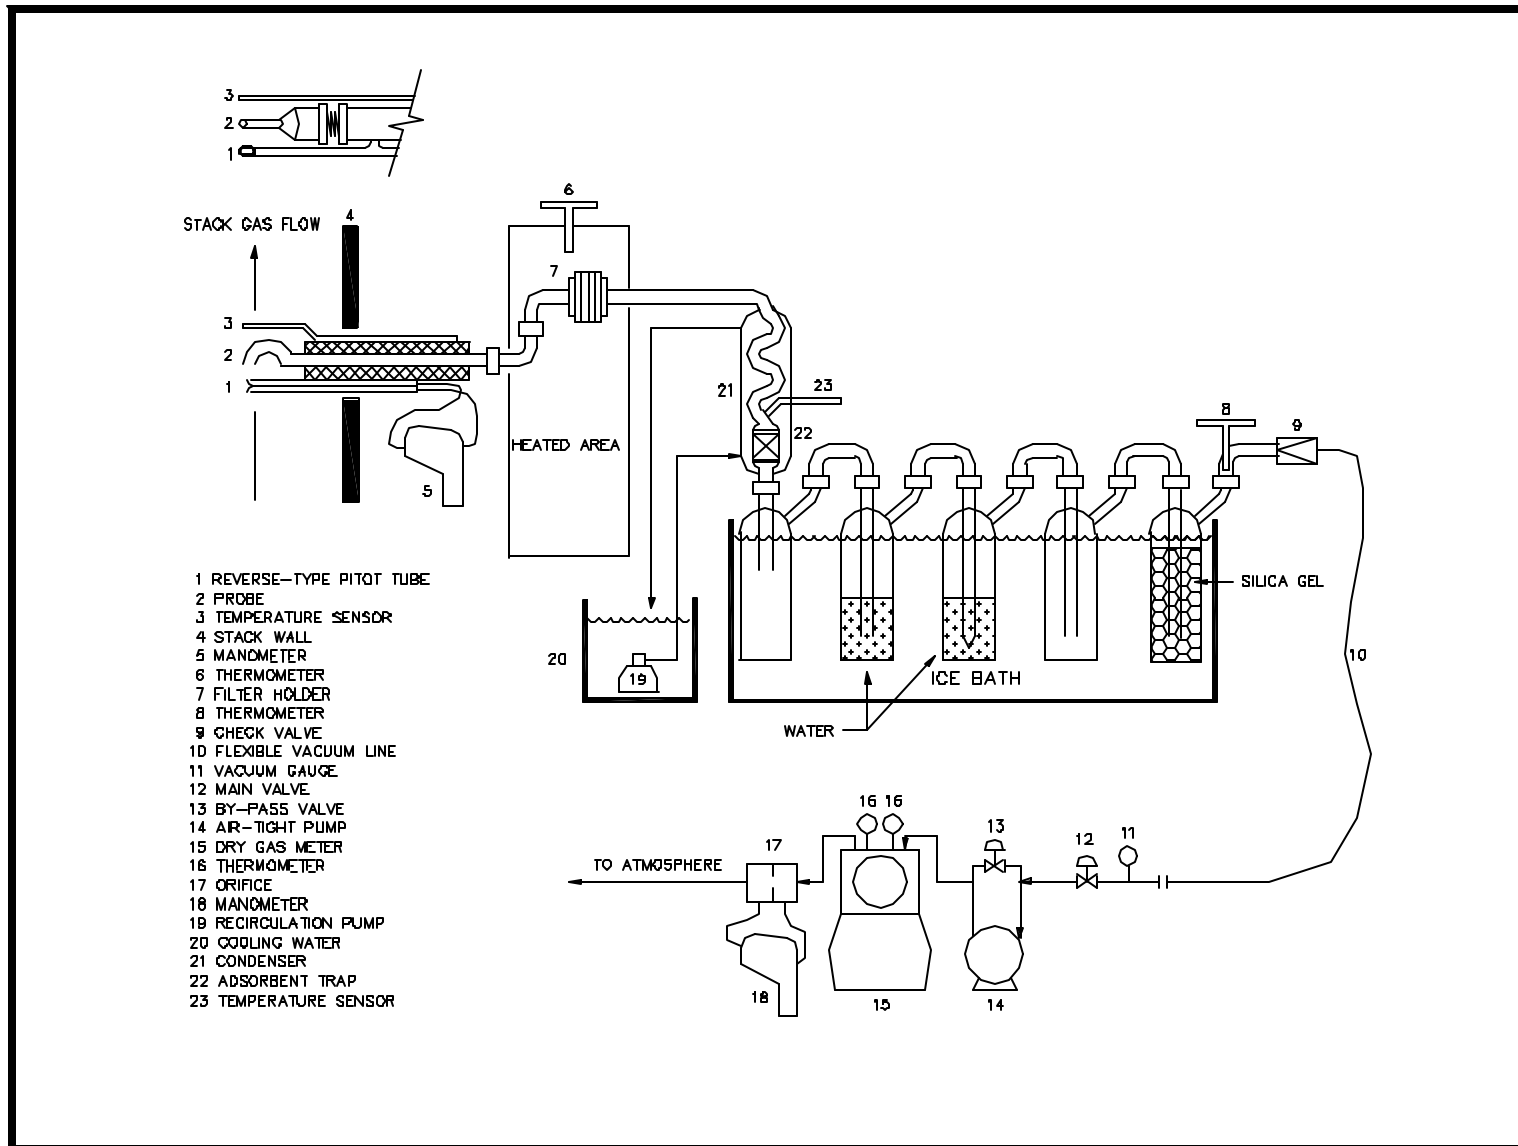 3
2
1
6
STACK GAS FLOW
4
7
3
2
1
21
23
8
9
22
HEATED AREA
5
SILICA GEL
1 REVERSE-TYPE PITOT TUBE
2 PROBE
3 TEMPERATURE SENSOR
4 STACK WALL
5 MANOMETER
6 THERMOMETER
7 FILTER HOLDER
8 THERMOMETER
9 CHECK VALVE
10 FLEXIBLE VACUUM LINE
11 VACUUM GAUGE
12 MAIN VALVE
13 BY-PASS VALVE
14 AIR-TIGHT PUMP
15 DRY GAS METER
16 THERMOMETER
17 ORIFICE
18 MANOMETER
19 RECIRCULATION PUMP
20 COOLING WATER
21 CONDENSER
22 ADSORBENT TRAP
23 TEMPERATURE SENSOR
20
19
ICE BATH
10
WATER
16 16
13
12
11
17
TO ATMOSPHERE
18
15
14